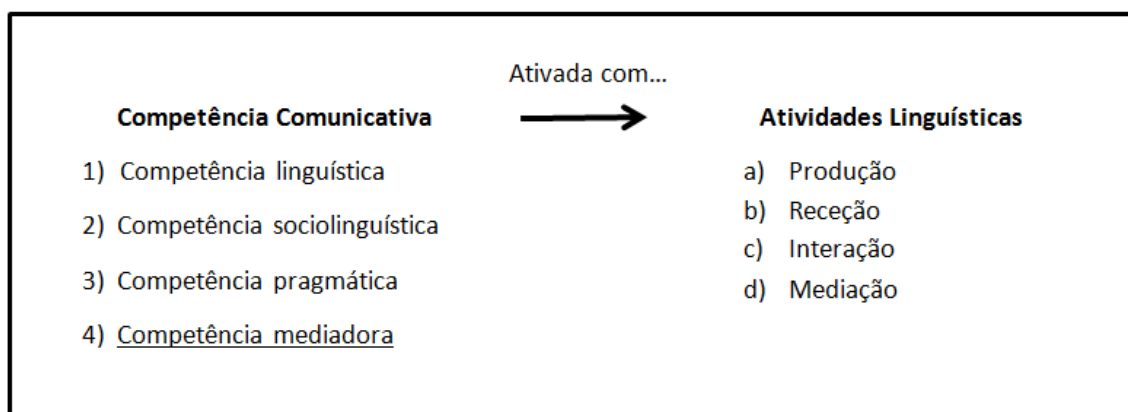 Ativada com...
Competência Comunicativa
Atividades Linguísticas
1) Competência linguística
2) Competência sociolinguística
3) Competência pragmática
4) Competência mediadora
a) Produção
b) Receção
c) Interação
d) Mediação